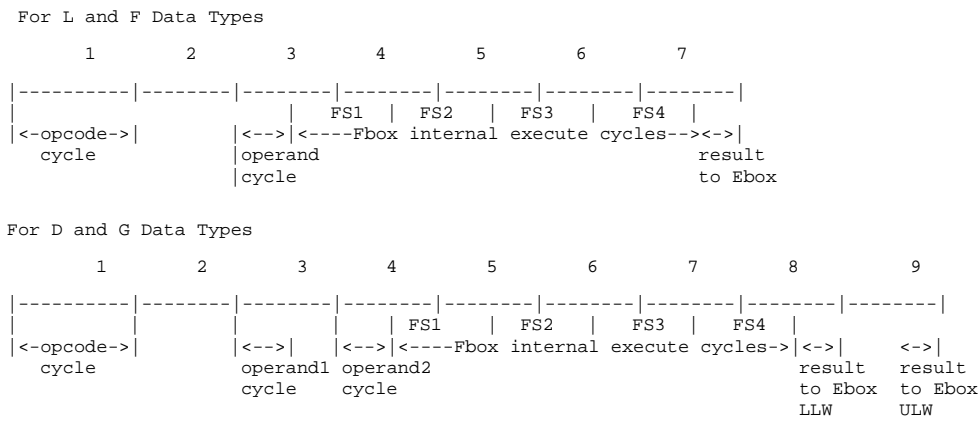 For L and F Data Types
1 2 3 4 5 6 7
|----------|--------|--------|--------|--------|--------|--------|
| | FS1 | FS2 | FS3 | FS4 |
|<-opcode->| |<-->|<----Fbox internal execute cycles--><->|
cycle |operand result
|cycle to Ebox
For D and G Data Types
1 2 3 4 5 6 7 8 9
|----------|--------|--------|--------|--------|--------|--------|--------|--------|
| | | | | FS1 | FS2 | FS3 | FS4 |
|<-opcode->| |<-->| |<-->|<----Fbox internal execute cycles->|<->| <->|
cycle operand1 operand2 result result
cycle cycle to Ebox to Ebox
LLW ULW